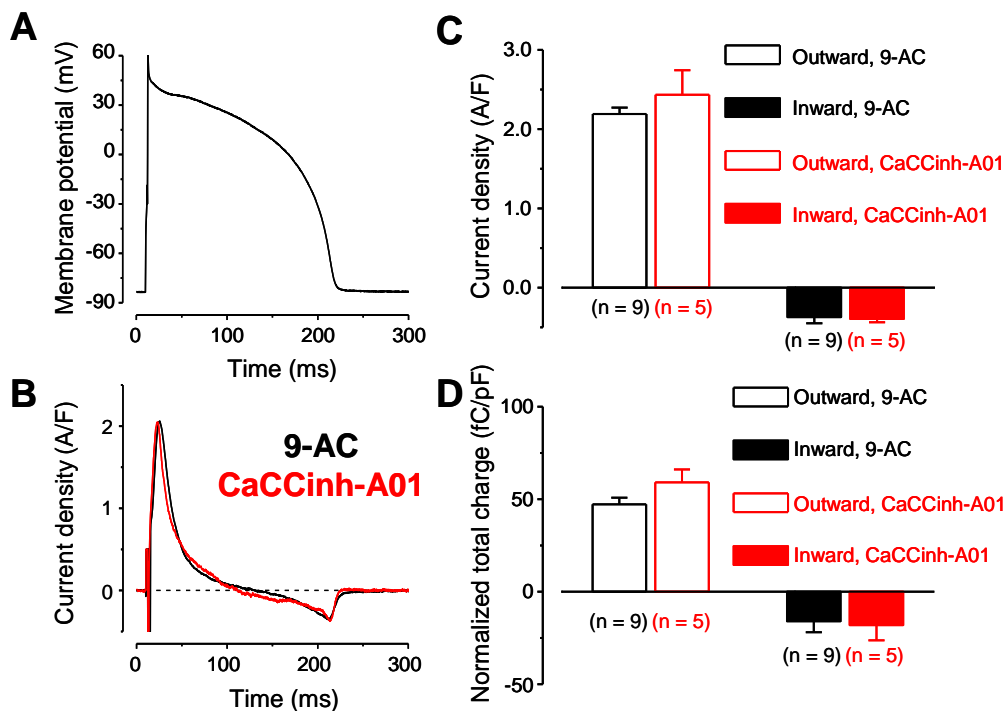 A
Membrane potential (mV)
60
30
0
-30
-60
-90
0
100
200
300
Time (ms)
B
Current density (A/F)
2
1
0
9-AC
CaCCinh-A01
0
100
200
300
Time (ms)
C
Current density (A/F)
3.0
2.0
1.0
0.0
Outward, 9-AC
Inward, 9-AC
Outward, CaCCinh-A01
Inward, CaCCinh-A01
(n = 9) (n = 5)
(n = 9) (n = 5)
D
Normalized total charge (fC/pF)
100
50
0
-50
Outward, 9-AC
Inward, 9-AC
Outward, CaCCinh-A01
Inward, CaCCinh-A01
(n = 9) (n = 5)
(n = 9) (n = 5)